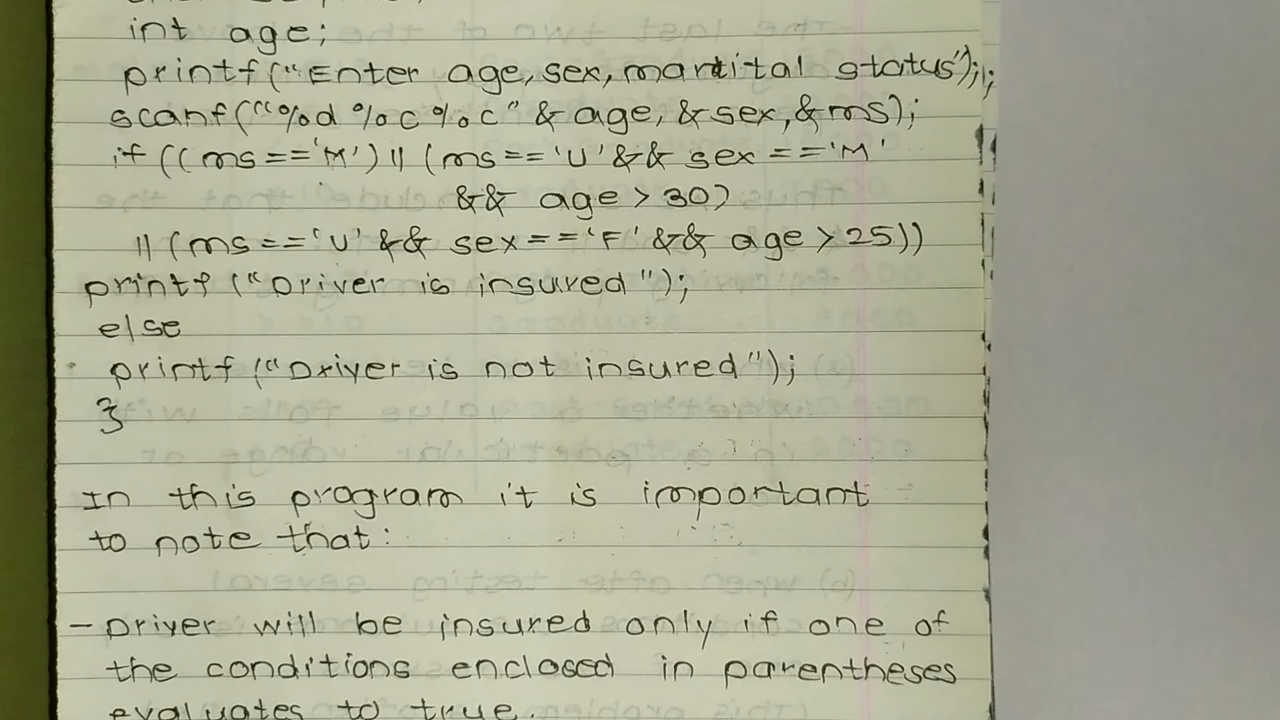 int age;
printf("Enter age, sex, marital status");
scanf("%d %c %c" & age, & sex, & ms);
if ((ms=='M') || (ms=='U' && sex =='M'
&& age > 30)
|| (ms=='U' && sex=='F' && age > 25))
printf ("Driver is insured");
else
printf ("Driver is not insured");
}
In this program it is important
to note that:
- Driver will be insured only if one of
the conditions enclosed in parentheses
evaluates to true.